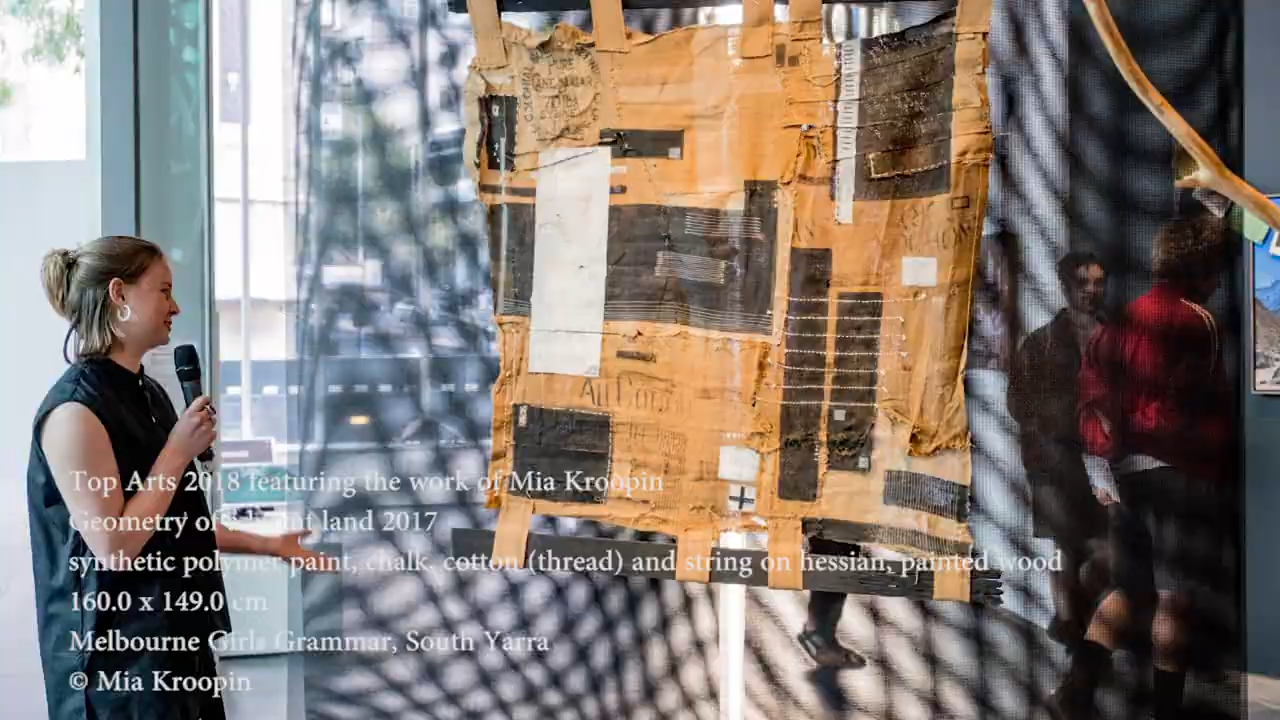 Top Arts 2018 featuring the work of Mia Kroopin
Geometry of land 2017
synthetic polymer paint, chalk, cotton (thread) and string on hessian, painted wood
160.0 x 149.0 cm
Melbourne Girls Grammar, South Yarra
© Mia Kroopin